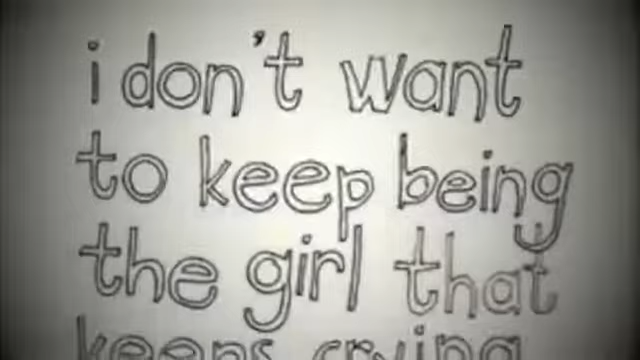 i don't want
to keep being
the girl that
keeps crying